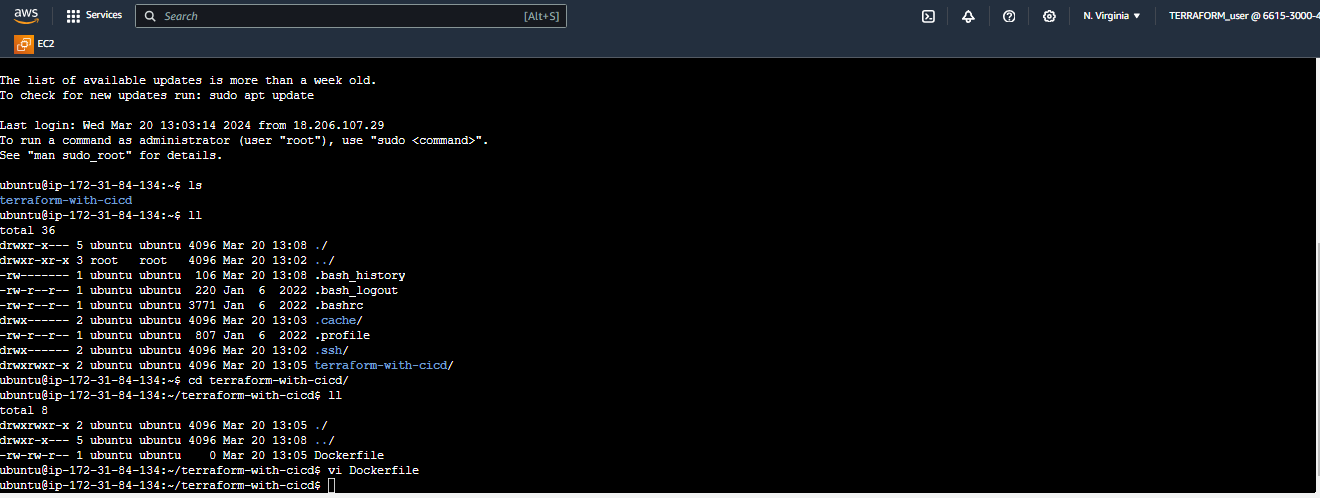 aws
Services
Search
[Alt+S]
N. Virginia
TERRAFORM_user @ 6615-3000-4
EC2
The list of available updates is more than a week old.
To check for new updates run: sudo apt update
Last login: Wed Mar 20 13:03:14 2024 from 18.206.107.29
To run a command as administrator (user "root"), use "sudo <command>".
See "man sudo_root" for details.
ubuntu@ip-172-31-84-134:~$ ls
terraform-with-cicd
ubuntu@ip-172-31-84-134:~$ ll
total 36
drwxr-x--- 5 ubuntu ubuntu 4096 Mar 20 13:08 ./
drwxr-xr-x 3 root   root   4096 Mar 20 13:02 ../
-rw------- 1 ubuntu ubuntu  106 Mar 20 13:08 .bash_history
-rw-r--r-- 1 ubuntu ubuntu  220 Jan  6  2022 .bash_logout
-rw-r--r-- 1 ubuntu ubuntu 3771 Jan  6  2022 .bashrc
drwx------ 2 ubuntu ubuntu 4096 Mar 20 13:03 .cache/
-rw-r--r-- 1 ubuntu ubuntu  807 Jan  6  2022 .profile
drwx------ 2 ubuntu ubuntu 4096 Mar 20 13:02 .ssh/
drwxrwxr-x 2 ubuntu ubuntu 4096 Mar 20 13:05 terraform-with-cicd/
ubuntu@ip-172-31-84-134:~$ cd terraform-with-cicd/
ubuntu@ip-172-31-84-134:~/terraform-with-cicd$ ll
total 8
drwxrwxr-x 2 ubuntu ubuntu 4096 Mar 20 13:05 ./
drwxr-x--- 5 ubuntu ubuntu 4096 Mar 20 13:08 ../
-rw-rw-r-- 1 ubuntu ubuntu    0 Mar 20 13:05 Dockerfile
ubuntu@ip-172-31-84-134:~/terraform-with-cicd$ vi Dockerfile
ubuntu@ip-172-31-84-134:~/terraform-with-cicd$